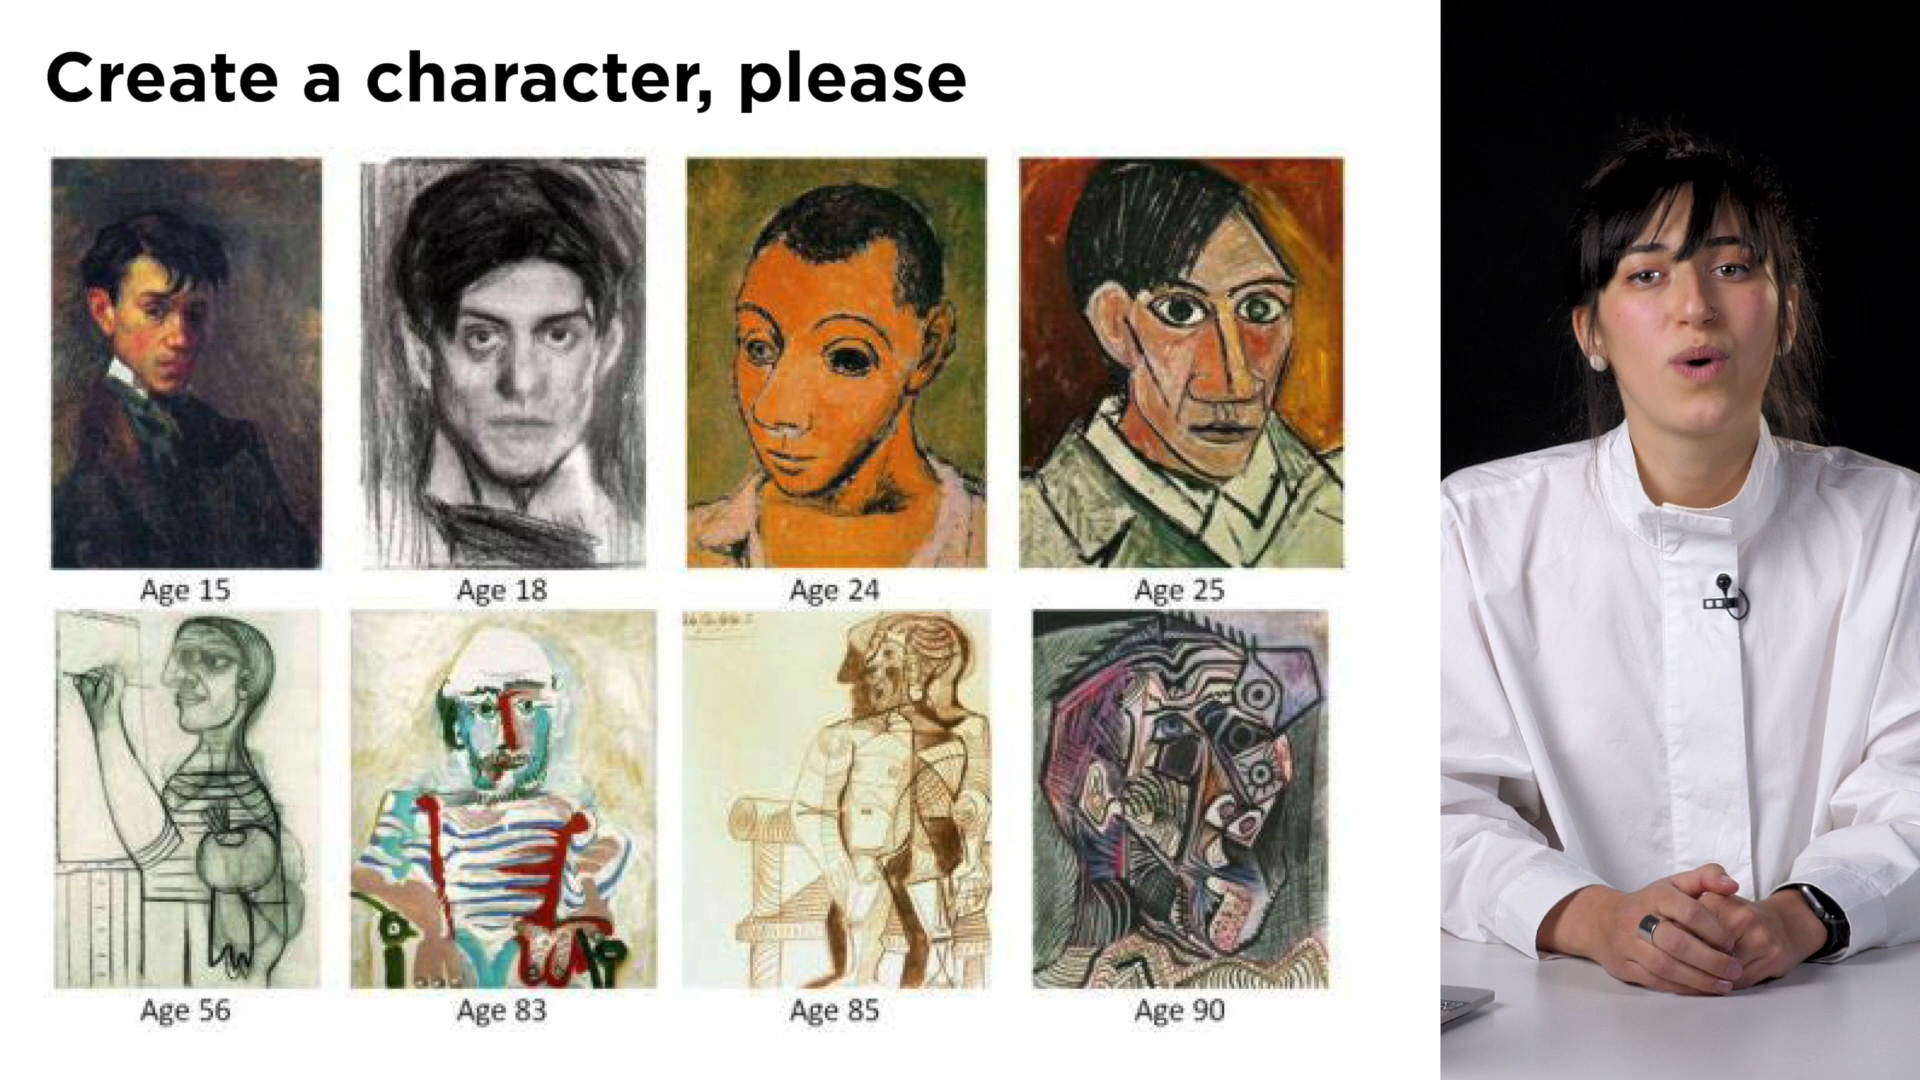 Create a character, please
Age 15
Age 18
Age 24
Age 25
Age 56
Age 83
Age 85
Age 90